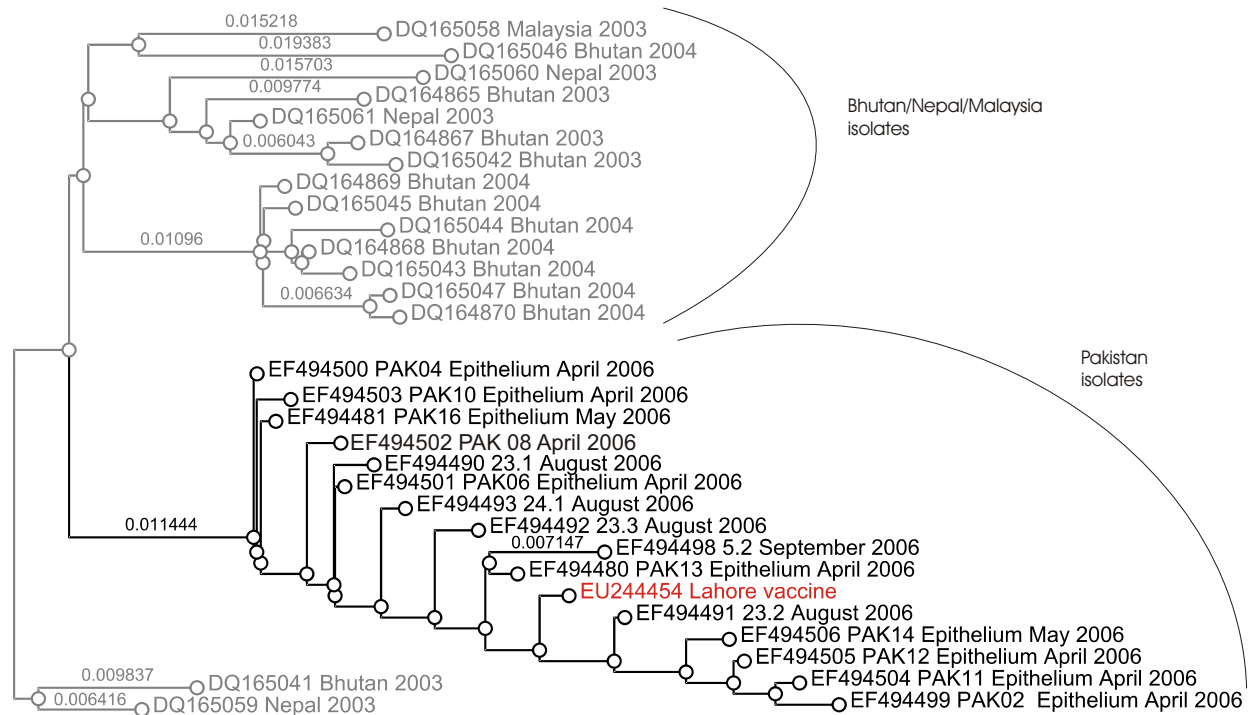 0.015218
DQ165058 Malaysia 2003
0.019383
DQ165046 Bhutan 2004
0.015703
DQ165060 Nepal 2003
0.009774
DQ164865 Bhutan 2003
DQ165061 Nepal 2003
0.006043
DQ164867 Bhutan 2003
DQ165042 Bhutan 2003
DQ164869 Bhutan 2004
DQ165045 Bhutan 2004
DQ165044 Bhutan 2004
0.01096
DQ164868 Bhutan 2004
DQ165043 Bhutan 2004
0.006634
DQ165047 Bhutan 2004
DQ164870 Bhutan 2004
Bhutan/Nepal/Malaysia
isolates
Pakistan
isolates
EF494500 PAK04 Epithelium April 2006
EF494503 PAK10 Epithelium April 2006
EF494481 PAK16 Epithelium May 2006
EF494502 PAK 08 April 2006
EF494490 23.1 August 2006
EF494501 PAK06 Epithelium April 2006
EF494493 24.1 August 2006
0.011444
EF494492 23.3 August 2006
0.007147
EF494498 5.2 September 2006
EF494480 PAK13 Epithelium April 2006
EU244454 Lahore vaccine
EF494491 23.2 August 2006
EF494506 PAK14 Epithelium May 2006
EF494505 PAK12 Epithelium April 2006
EF494504 PAK11 Epithelium April 2006
EF494499 PAK02 Epithelium April 2006
0.009837
DQ165041 Bhutan 2003
0.006416
DQ165059 Nepal 2003